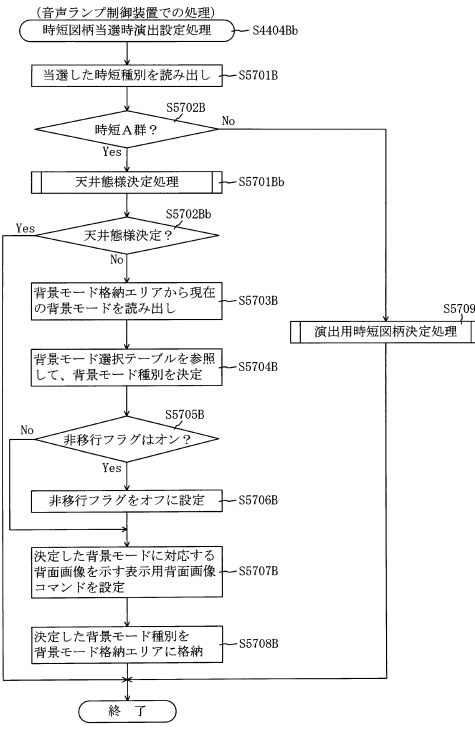 (音声ランプ制御装置での処理)
時短図柄当選時演出設定処理
S4404Bb
当選した時短種別を読み出し
S5701B
S5702B
時短A群?
No
Yes
天井態様決定処理
S5701Bb
S5702Bb
Yes
天井態様決定?
No
背景モード格納エリアから現在
の背景モードを読み出し
S5703B
S5709
演出用時短図柄決定処理
背景モード選択テーブルを参照
して、背景モード種別を決定
S5704B
S5705B
No
非移行フラグはオン?
Yes
非移行フラグをオフに設定
S5706B
決定した背景モードに対応する
背面画像を示す表示用背面画像
コマンドを設定
S5707B
決定した背景モード種別を
背景モード格納エリアに格納
S5708B
終 了